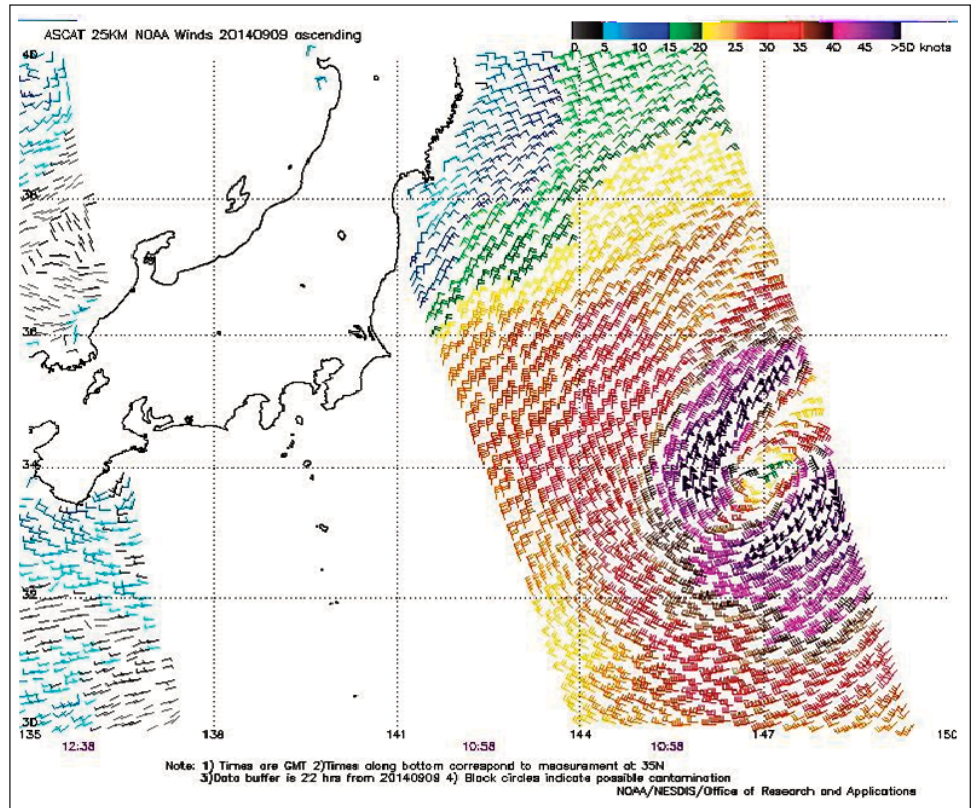 ASCAT 25KM NOAA Winds 20140909 ascending
0 5 10 15 20 25 30 35 40 45 >50 knots
40
38
36
34
32
30
135 138 141 144 147 150
12:38 10:58 10:58
Note: 1) Times are GMT 2)Times along bottom correspond to measurement at 35N
3)Data buffer is 22 hrs from 20140909 4) Black circles indicate possible contamination
NOAA/NESDIS/Office of Research and Applications